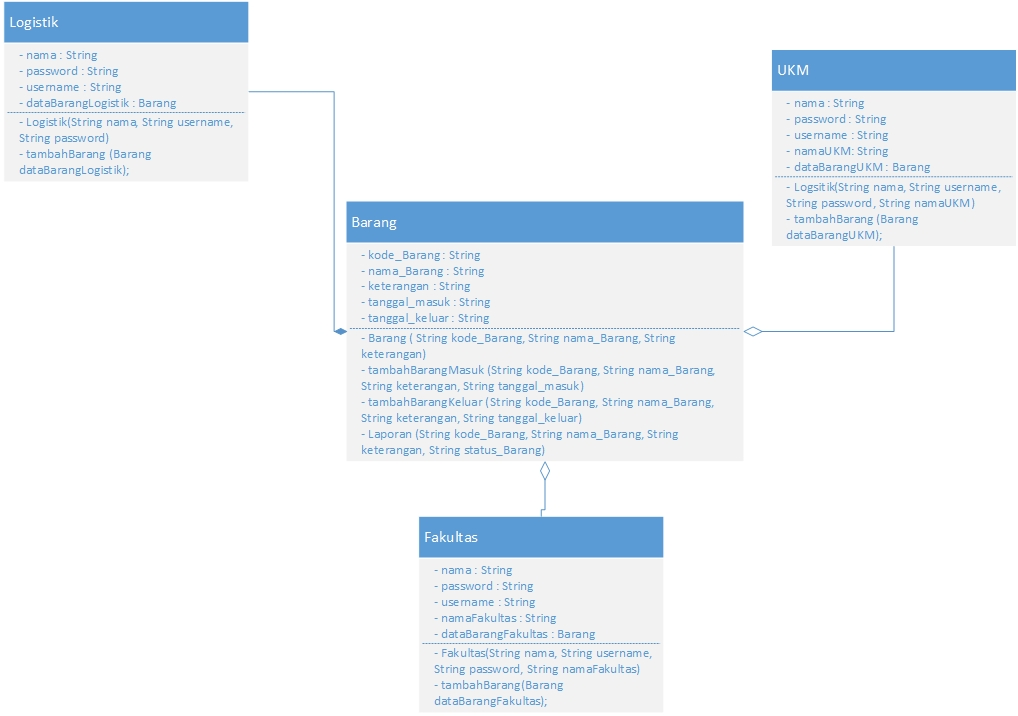 Logistik
- nama : String
- password : String
- username : String
- dataBarangLogistik : Barang
- Logistik(String nama, String username,
String password)
- tambahBarang (Barang
dataBarangLogistik);
UKM
- nama : String
- password : String
- username : String
- namaUKM: String
- dataBarangUKM : Barang
- Logsitik(String nama, String username,
String password, String namaUKM)
- tambahBarang (Barang
dataBarangUKM);
Barang
- kode_Barang : String
- nama_Barang : String
- keterangan : String
- tanggal_masuk : String
- tanggal_keluar : String
- Barang ( String kode_Barang, String nama_Barang, String
keterangan)
- tambahBarangMasuk (String kode_Barang, String nama_Barang,
String keterangan, String tanggal_masuk)
- tambahBarangKeluar (String kode_Barang, String nama_Barang,
String keterangan, String tanggal_keluar)
- Laporan (String kode_Barang, String nama_Barang, String
keterangan, String status_Barang)
Fakultas
- nama : String
- password : String
- username : String
- namaFakultas : String
- dataBarangFakultas : Barang
- Fakultas(String nama, String username,
String password, String namaFakultas)
- tambahBarang(Barang
dataBarangFakultas);